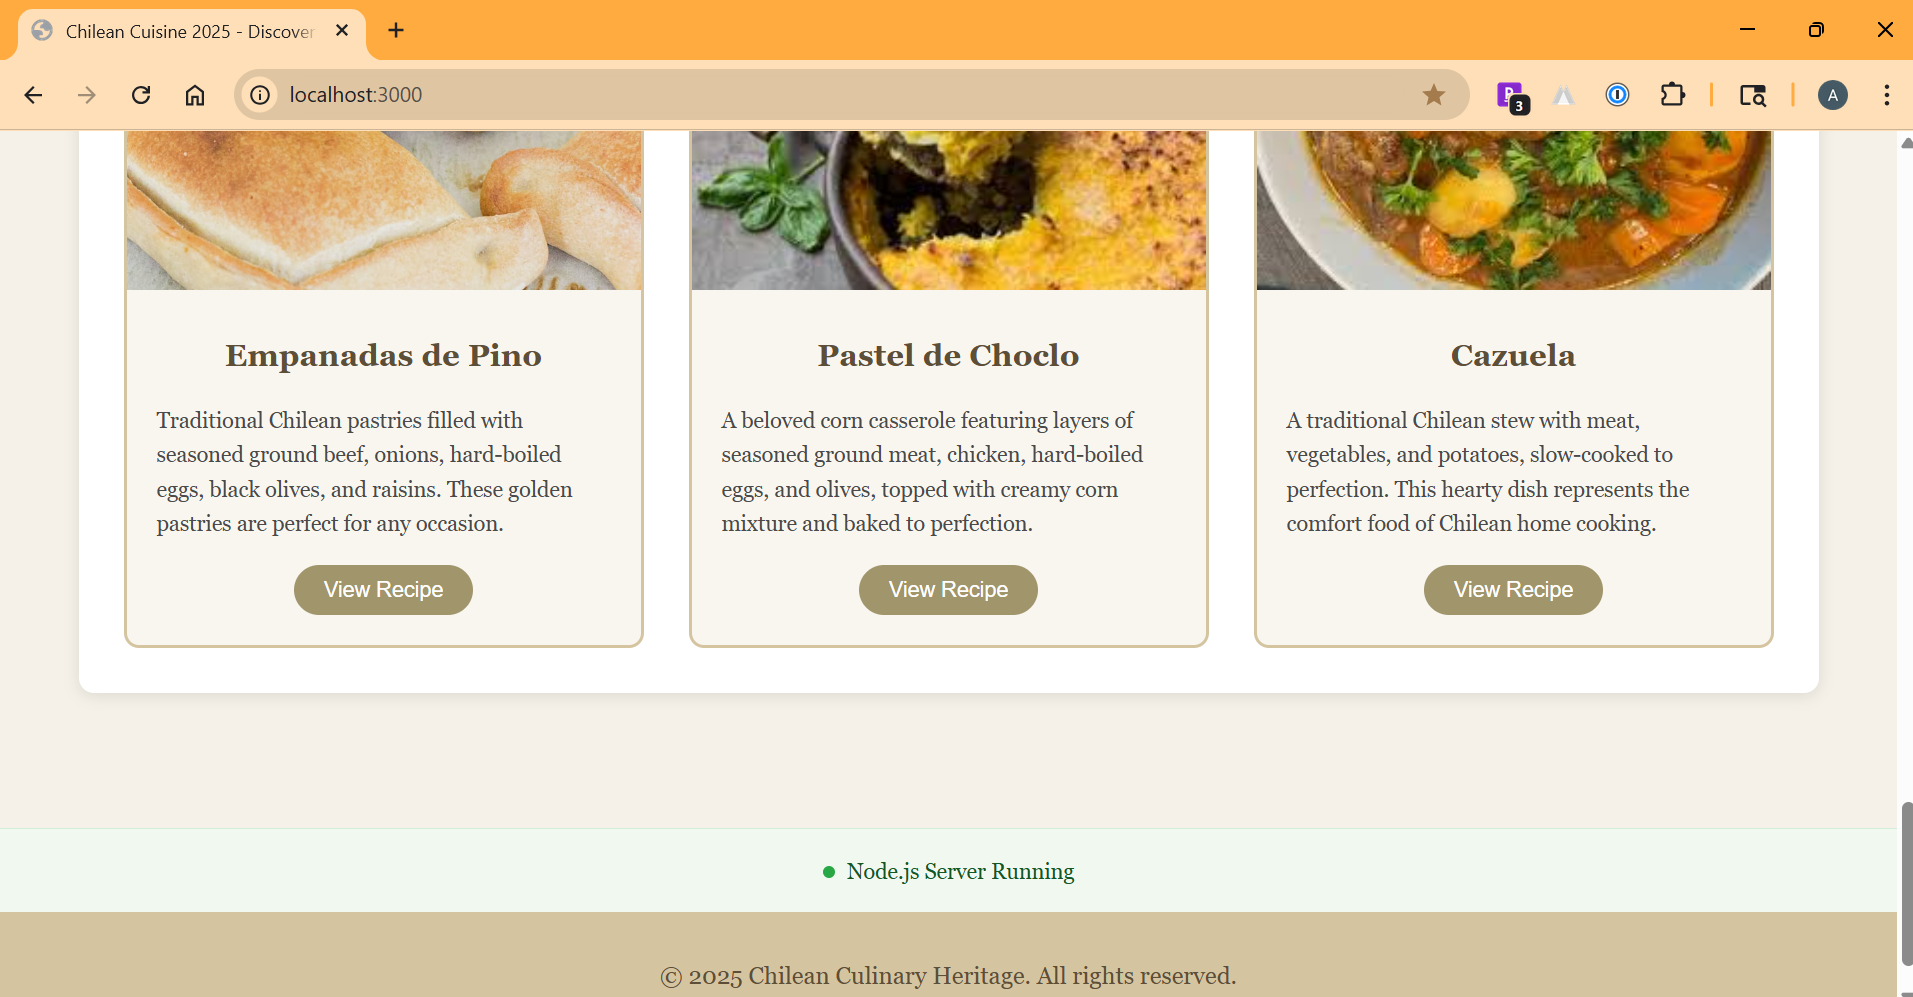 Chilean Cuisine 2025 - Discover
localhost:3000
3
A
Empanadas de Pino
Traditional Chilean pastries filled with
seasoned ground beef, onions, hard-boiled
eggs, black olives, and raisins. These golden
pastries are perfect for any occasion.
View Recipe
Pastel de Choclo
A beloved corn casserole featuring layers of
seasoned ground meat, chicken, hard-boiled
eggs, and olives, topped with creamy corn
mixture and baked to perfection.
View Recipe
Cazuela
A traditional Chilean stew with meat,
vegetables, and potatoes, slow-cooked to
perfection. This hearty dish represents the
comfort food of Chilean home cooking.
View Recipe
Node.js Server Running
© 2025 Chilean Culinary Heritage. All rights reserved.